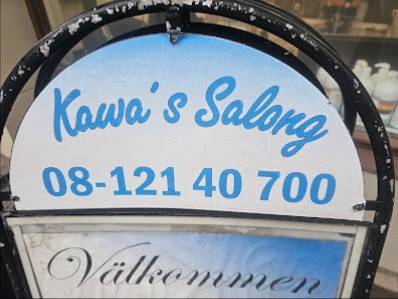 Kawa's Salong
08-121 40 700
Välkommen